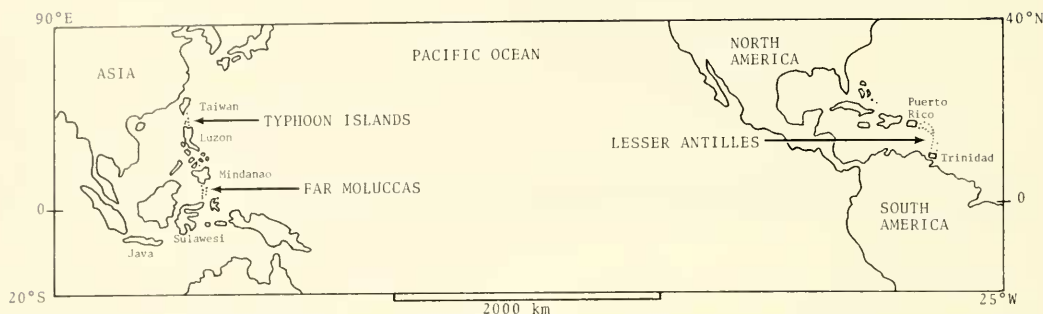 90°E
40°N
NORTH
AMERICA
PACIFIC OCEAN
ASIA
Taiwan
TYPHOON ISLANDS
Luzon
Puerto
Rico
LESSER ANTILLES
Trinidad
Mindanao
FAR MOLUCCAS
0
0
SOUTH
AMERICA
Sulawesi
Java
20°S
2000 km
25°W